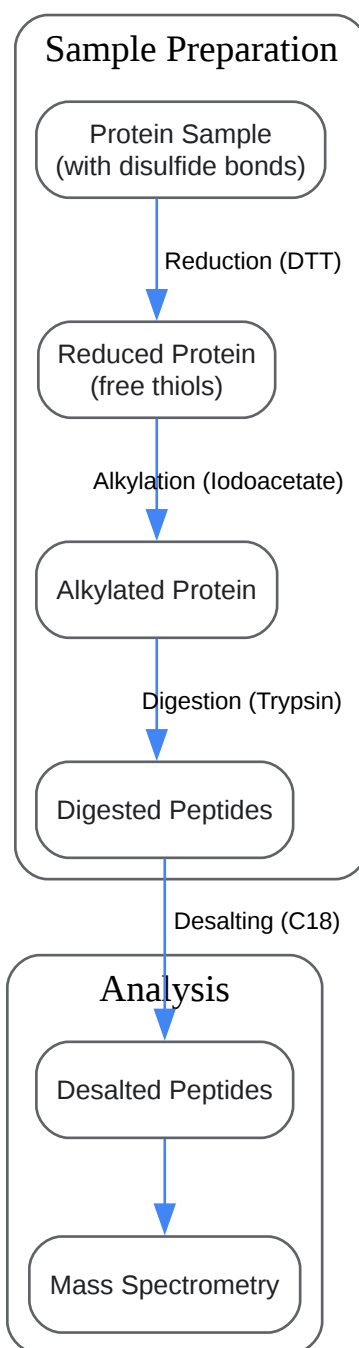 Sample Preparation
Protein Sample
(with disulfide bonds)
Reduction (DTT)
Reduced Protein
(free thiols)
Alkylation (Iodoacetate)
Alkylated Protein
Digestion (Trypsin)
Digested Peptides
Desalting (C18)
Analysis
Desalted Peptides
Mass Spectrometry